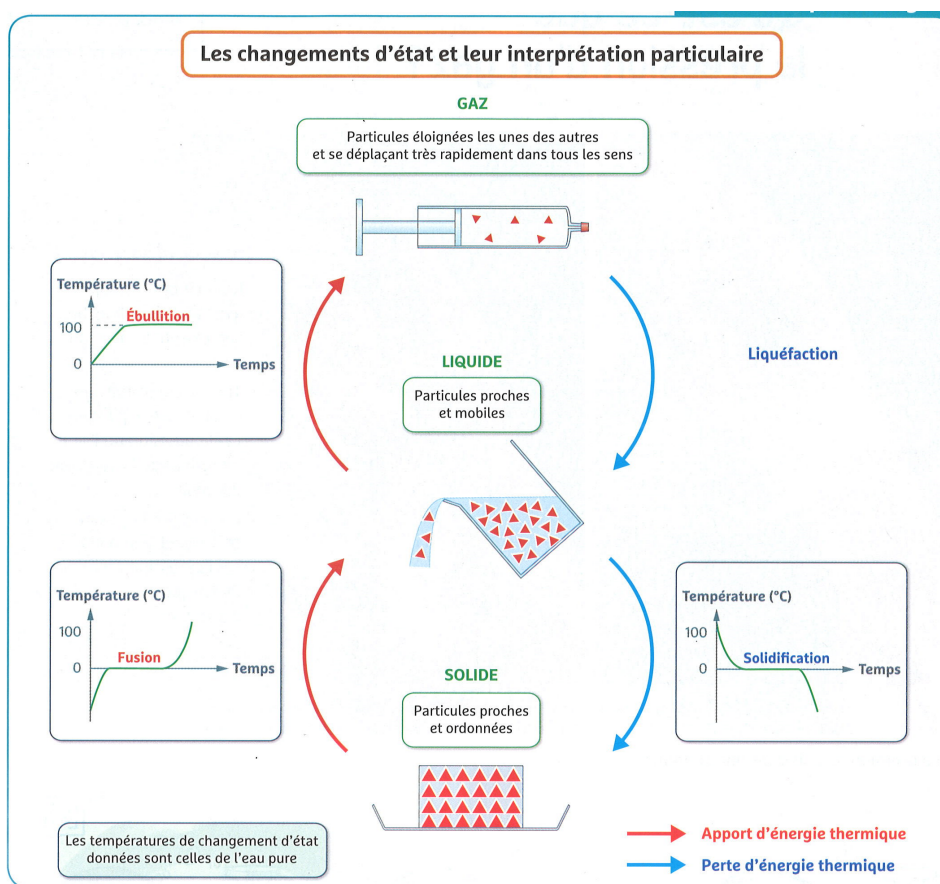 Les changements d'état et leur interprétation particulaire
GAZ
Particules éloignées les unes des autres
et se déplaçant très rapidement dans tous les sens
Température (°C)
Ébullition
100
0
Temps
LIQUIDE
Particules proches
et mobiles
Liquéfaction
Température (°C)
100
Fusion
0
Temps
Température (°C)
100
Solidification
0
Temps
SOLIDE
Particules proches
et ordonnées
Les températures de changement d'état
données sont celles de l'eau pure
Apport d'énergie thermique
Perte d'énergie thermique